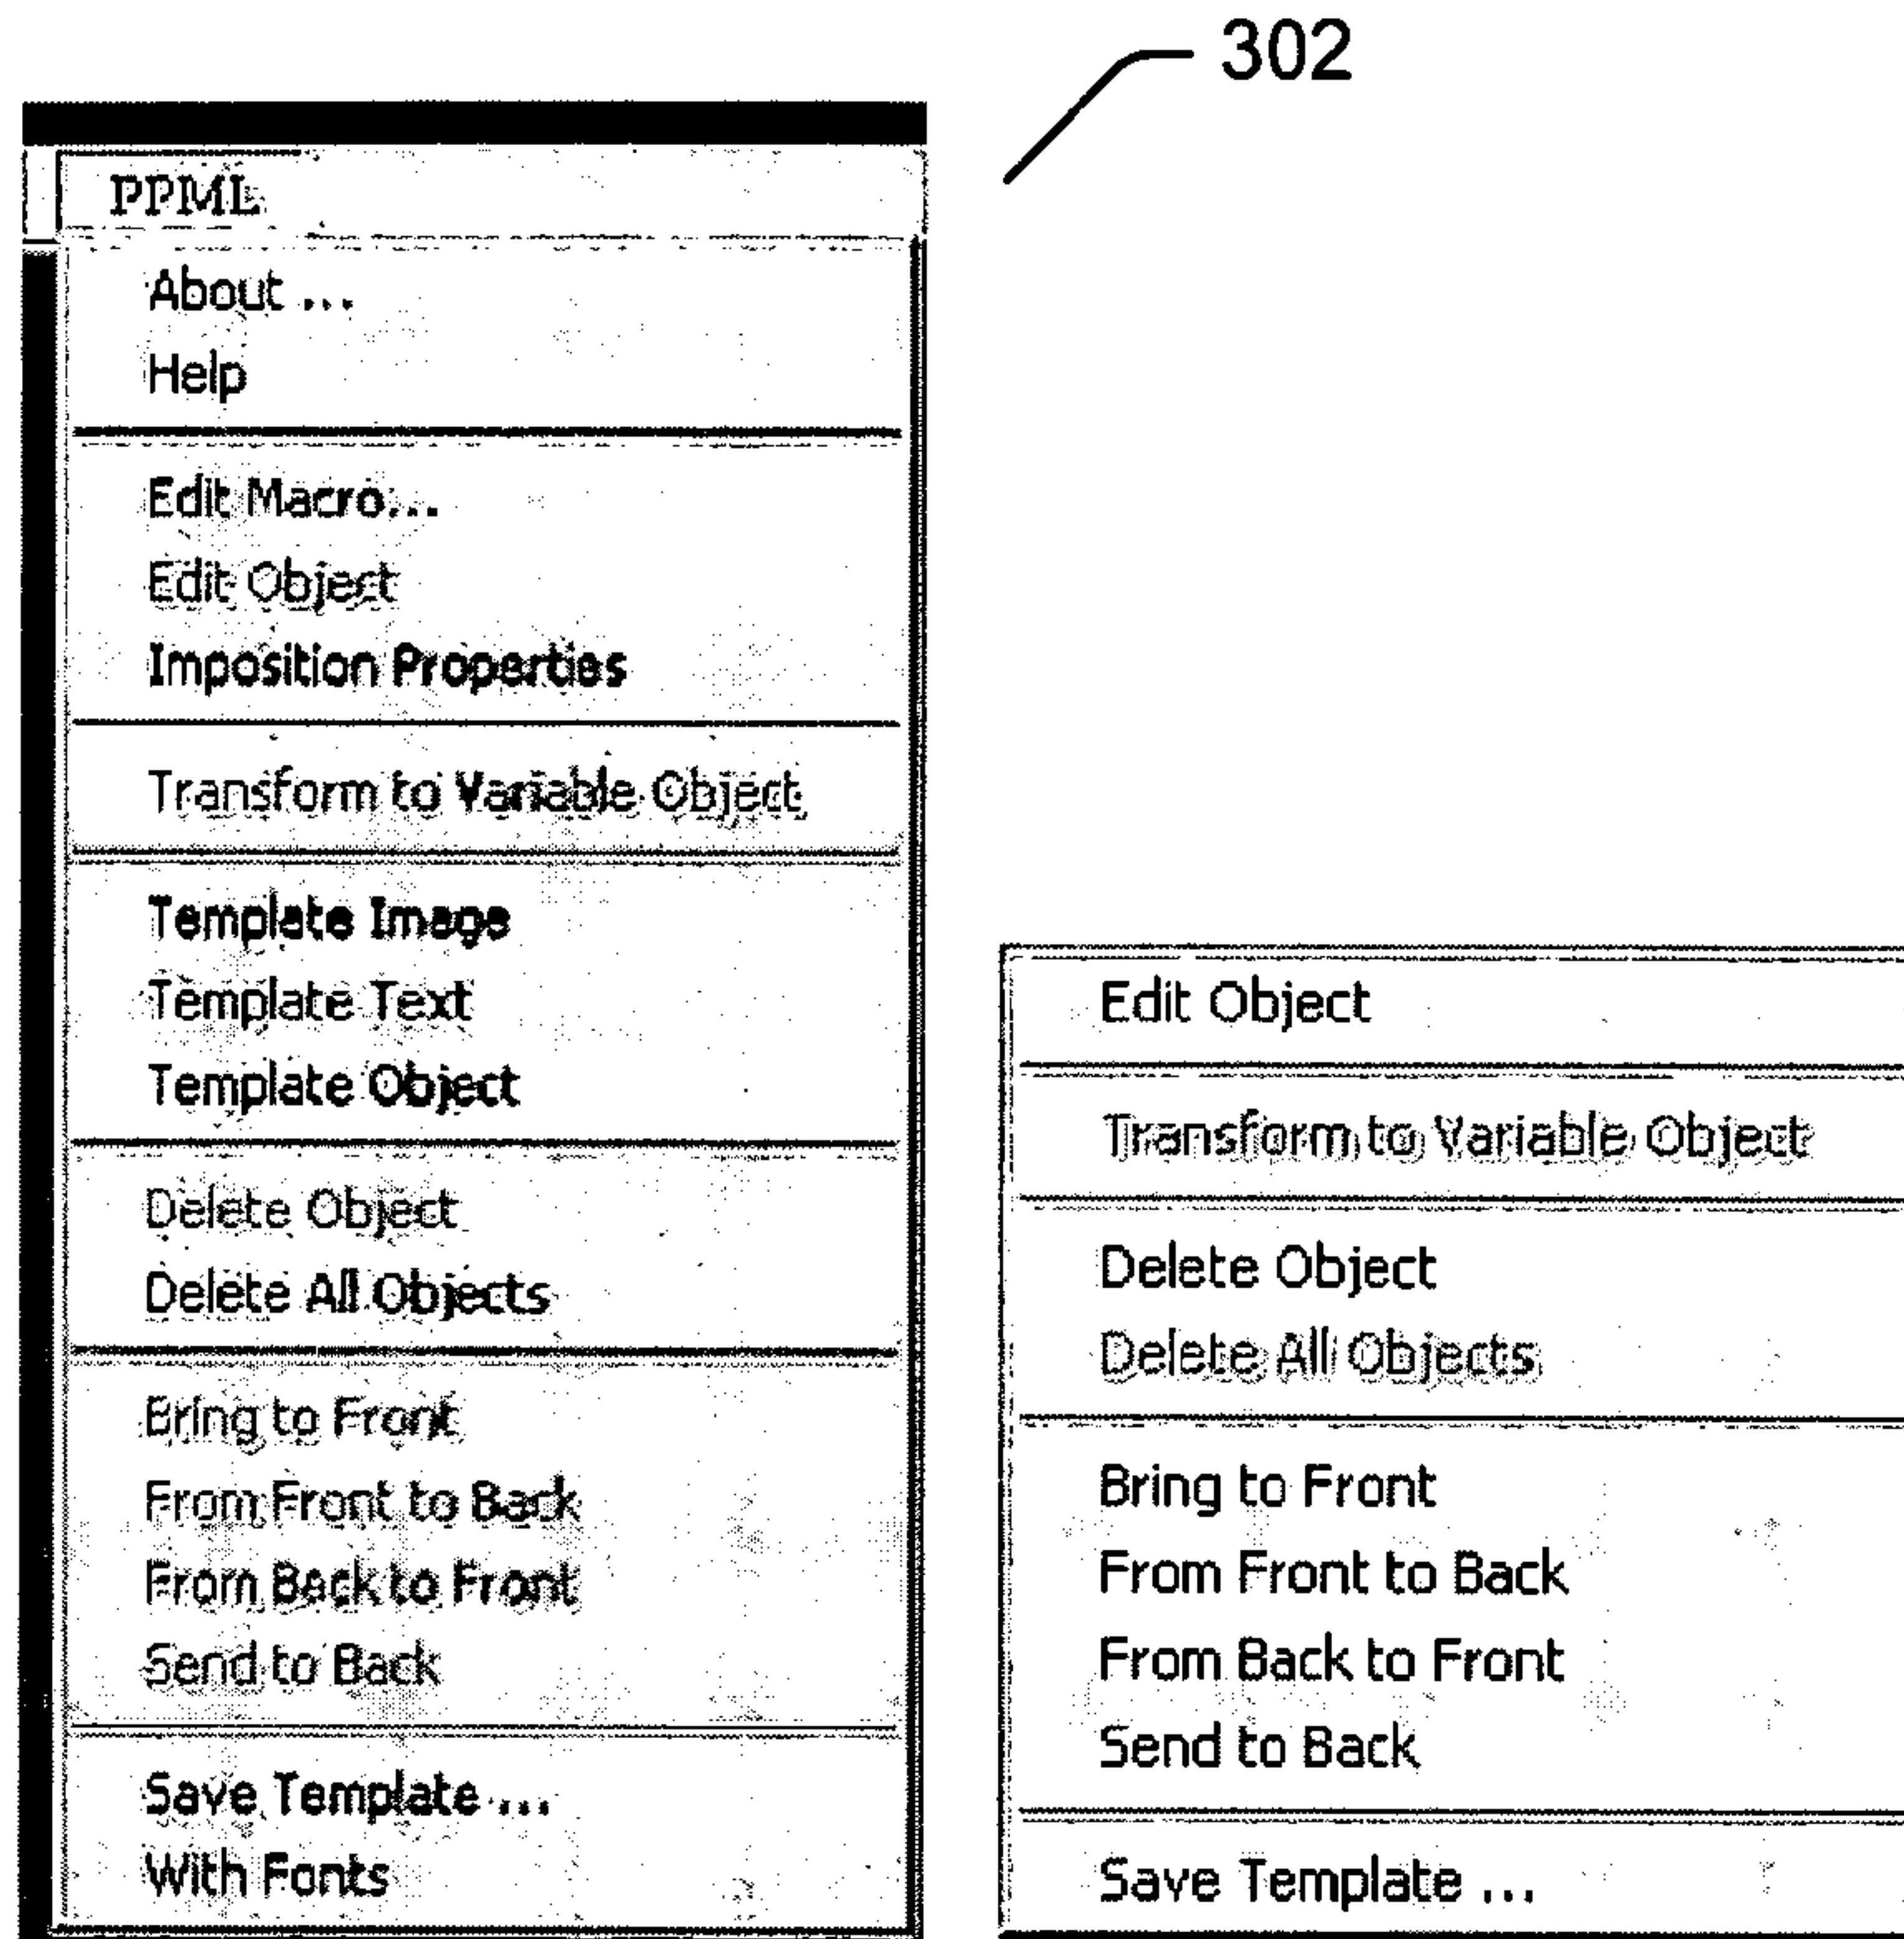 302
PPML
About ...
Help
Edit Macro...
Edit Object
Imposition Properties
Transform to Variable Object
Template Image
Template Text
Template Object
Delete Object
Delete All Objects
Bring to Front
From Front to Back
From Back to Front
Send to Back
Save Template ...
With Fonts
Edit Object
Transform to Variable Object
Delete Object
Delete All Objects
Bring to Front
From Front to Back
From Back to Front
Send to Back
Save Template ...